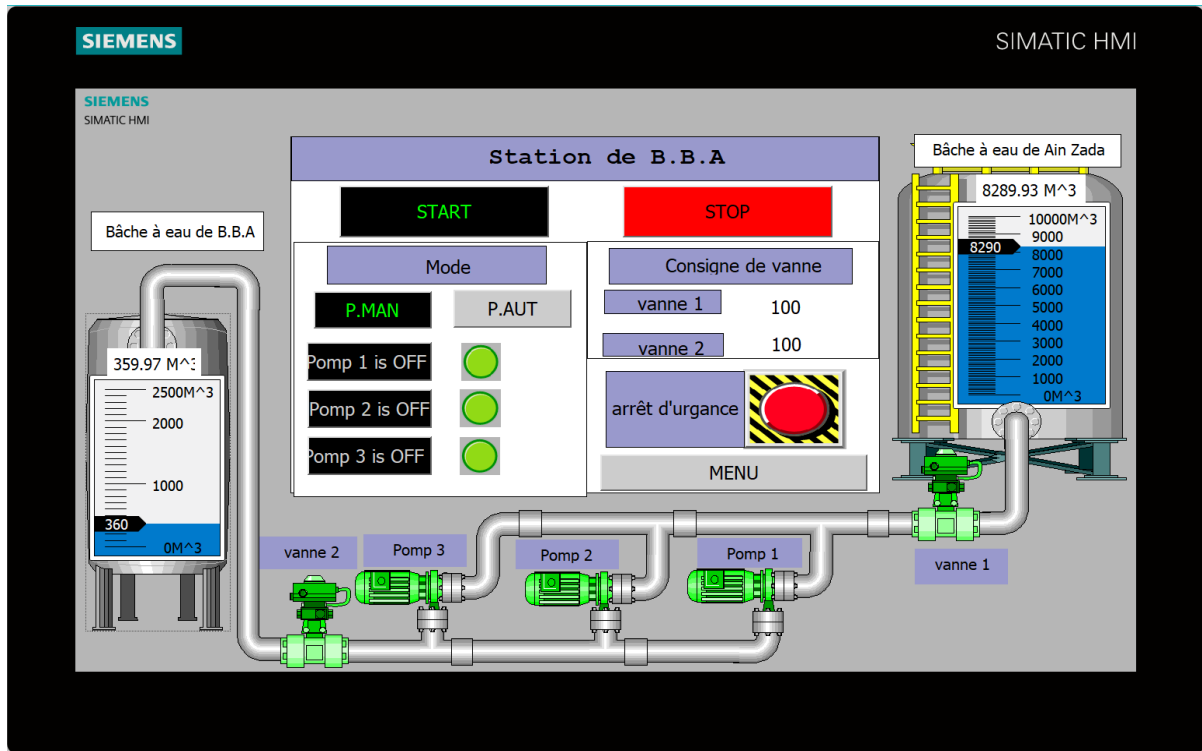 SIEMENS
SIMATIC HMI
SIEMENS
SIMATIC HMI
Station de B.B.A
START
STOP
Mode
P.MAN
P.AUT
Pomp 1 is OFF
Pomp 2 is OFF
Pomp 3 is OFF
Consigne de vanne
vanne 1
100
vanne 2
100
arrêt d'urgance
MENU
Bâche à eau de B.B.A
359.97 M^3
2500M^3
2000
1000
360
0M^3
Bâche à eau de Ain Zada
8289.93 M^3
10000M^3
9000
8290
8000
7000
6000
5000
4000
3000
2000
1000
0M^3
vanne 2
Pomp 3
Pomp 2
Pomp 1
vanne 1